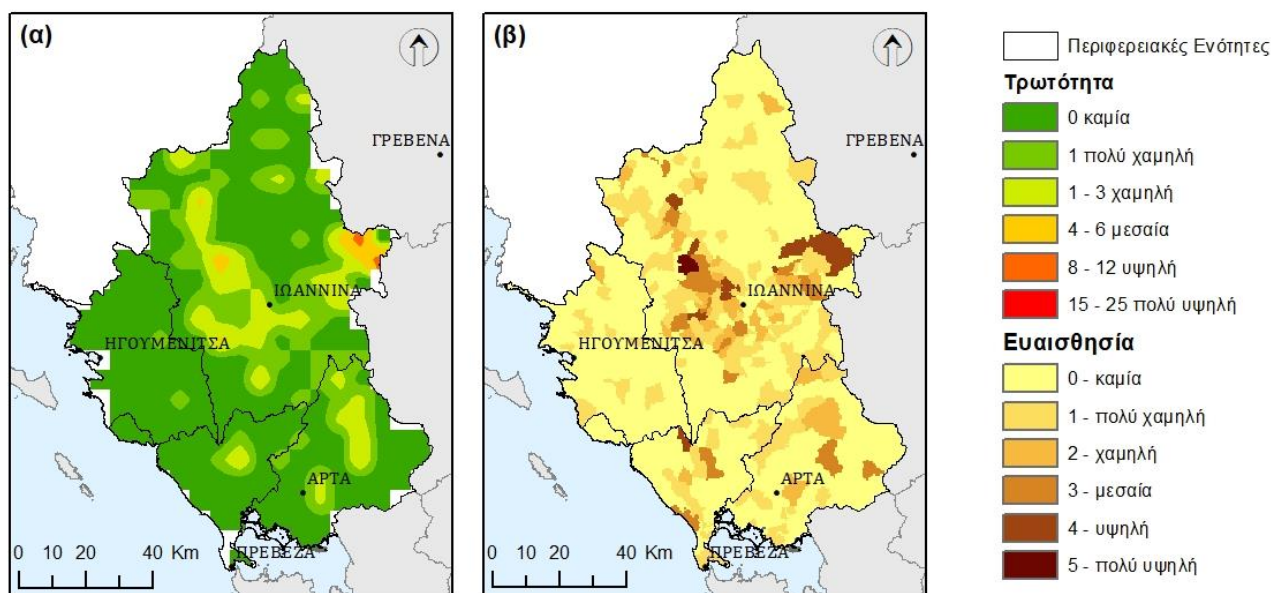 (α)
ΓΡΕΒΕΝΑ
ΙΩΑΝΝΙΝΑ
ΗΓΟΥΜΕΝΙΤΣΑ
ΑΡΤΑ
ΠΡΕΒΕΖΑ
0 10 20 40 Km
(β)
ΓΡΕΒΕΝΑ
ΙΩΑΝΝΙΝΑ
ΗΓΟΥΜΕΝΙΤΣΑ
ΑΡΤΑ
ΠΡΕΒΕΖΑ
0 10 20 40 Km
Περιφερειακές Ενότητες
Τρωτότητα
0 καμία
1 πολύ χαμηλή
1 - 3 χαμηλή
4 - 6 μεσαία
8 - 12 υψηλή
15 - 25 πολύ υψηλή
Ευαισθησία
0 - καμία
1 - πολύ χαμηλή
2 - χαμηλή
3 - μεσαία
4 - υψηλή
5 - πολύ υψηλή